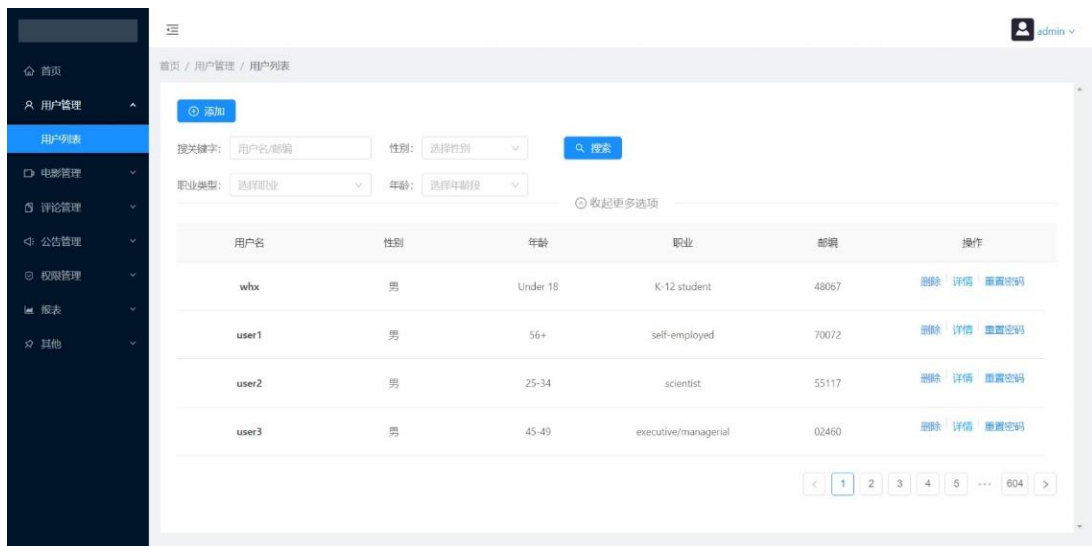 admin
首页
首页 / 用户管理 / 用户列表
用户管理
用户列表
电影管理
评论管理
公告管理
权限管理
报表
其他
添加
搜关键字: 用户名/邮编 性别: 选择性别 搜索
职业类型: 选择职业 年龄: 选择年龄段
收起更多选项
用户名 性别 年龄 职业 邮编 操作
whx 男 Under 18 K-12 student 48067 删除 详情 重置密码
user1 男 56+ self-employed 70072 删除 详情 重置密码
user2 男 25-34 scientist 55117 删除 详情 重置密码
user3 男 45-49 executive/managerial 02460 删除 详情 重置密码
< 1 2 3 4 5 ··· 604 >